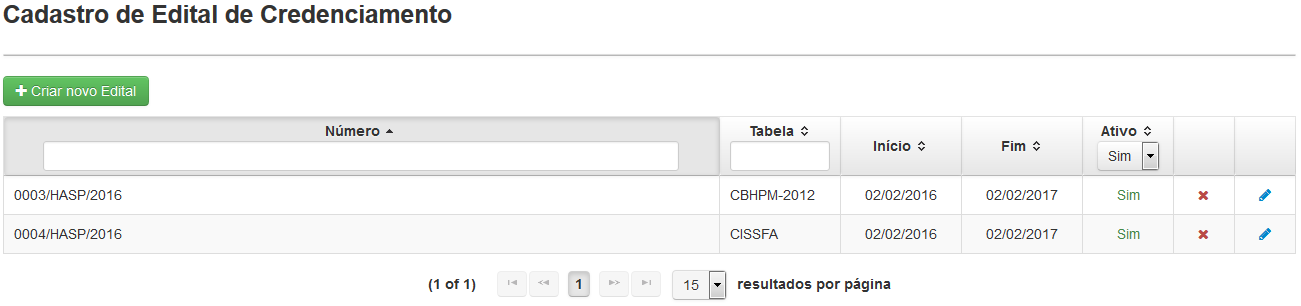 Cadastro de Edital de Credenciamento
Criar novo Edital
Número Tabela Início Fim Ativo
Sim
0003/HASP/2016 CBHPM-2012 02/02/2016 02/02/2017 Sim
0004/HASP/2016 CISSFA 02/02/2016 02/02/2017 Sim
(1 of 1) 1 15 resultados por página